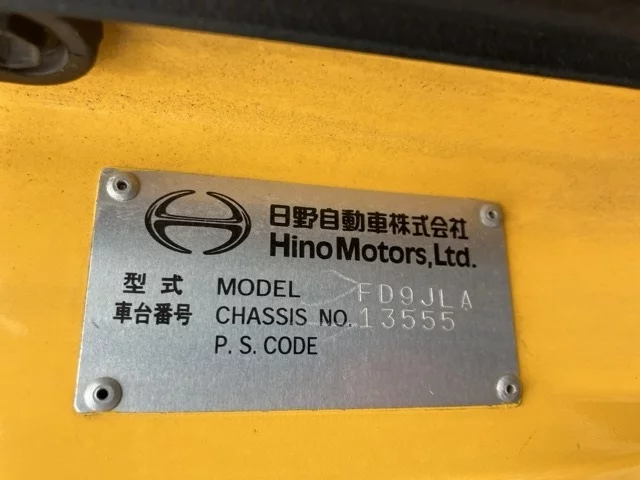 日野自動車株式会社
Hino Motors, Ltd.
型式 MODEL FD9JLA
車台番号 CHASSIS NO. 13555
P. S. CODE